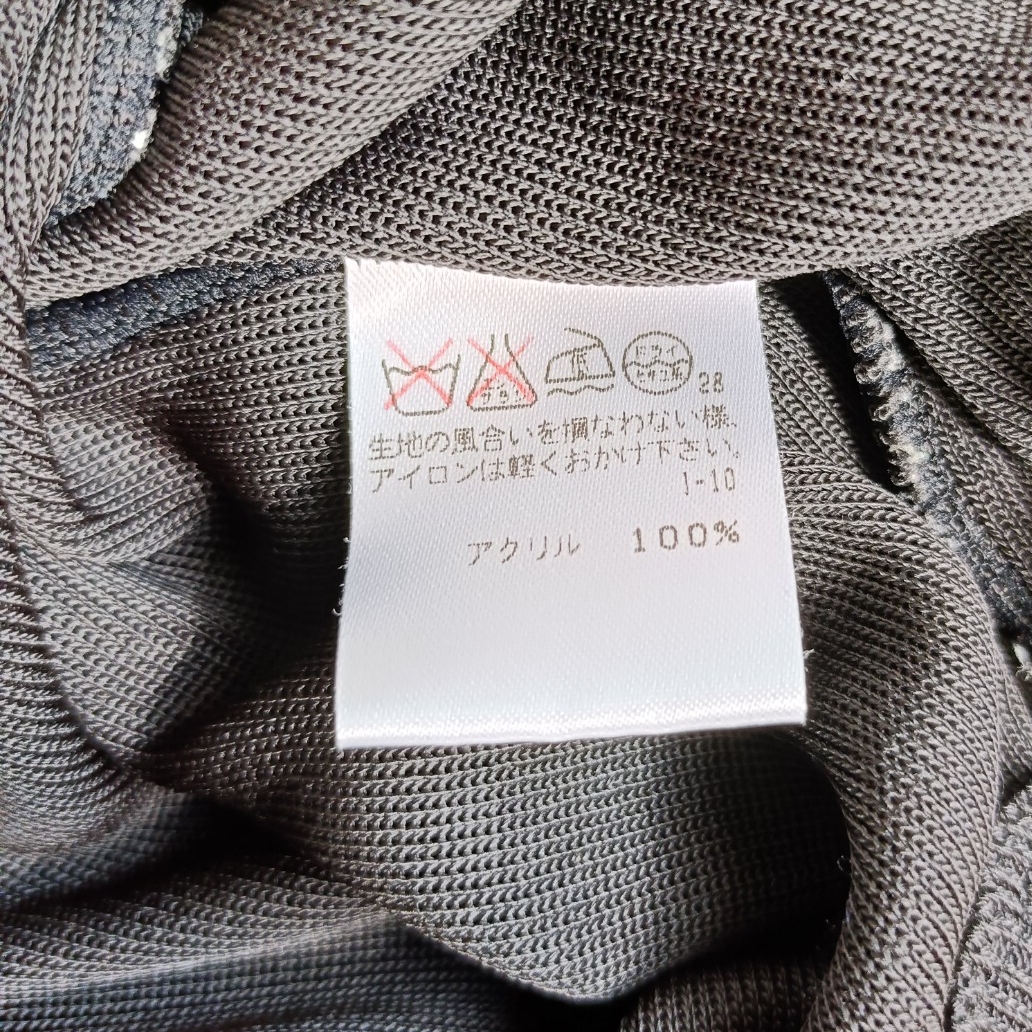 28
生地の風合いを損なわない様、
アイロンは軽くおかけ下さい。
I-10
アクリル 100%